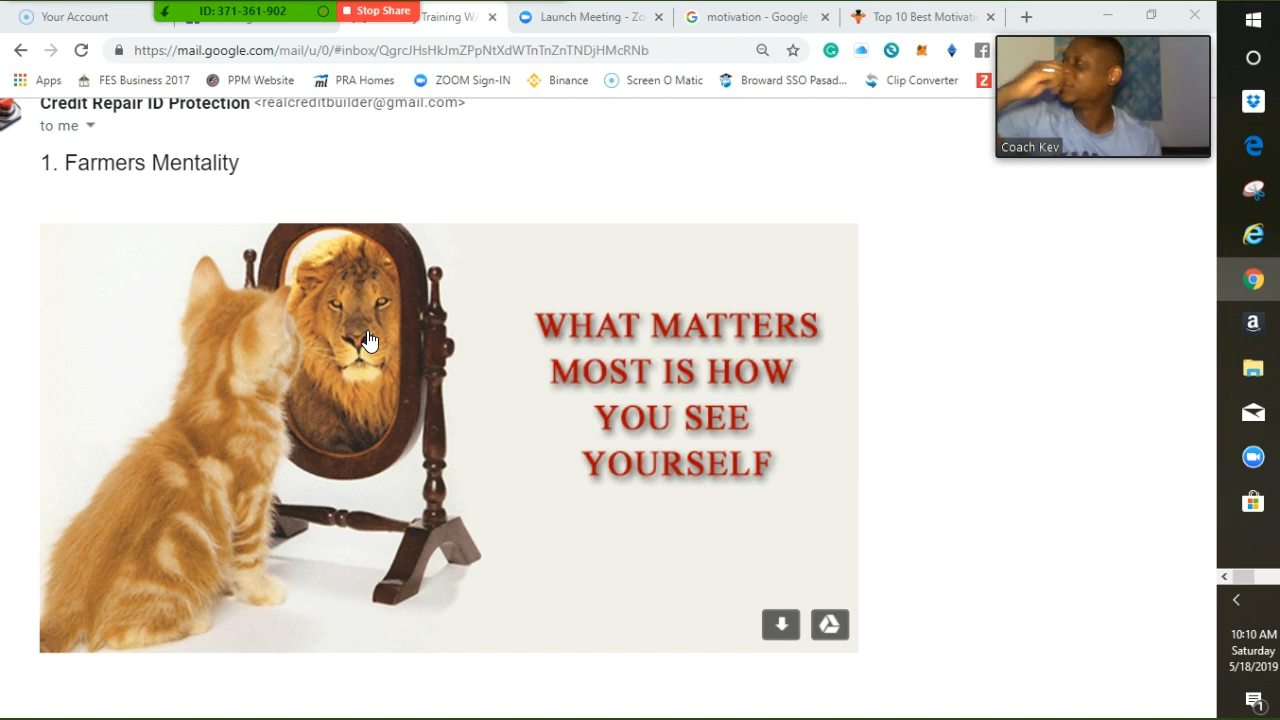 ID: 371-361-902
Stop Share
Your Account
Training W
Launch Meeting - Zo
motivation - Google
Top 10 Best Motivati
https://mail.google.com/mail/u/0/#inbox/QgrcJHsHkJmZPpNtXdWTnTnZnTNDjHMcRNb
Apps
FES Business 2017
PPM Website
PRA Homes
ZOOM Sign-IN
Binance
Screen O Matic
Broward SSO Pasad...
Clip Converter
Credit Repair ID Protection <realcreditbuilder@gmail.com>
to me
Coach Kev
1. Farmers Mentality
WHAT MATTERS
MOST IS HOW
YOU SEE
YOURSELF
10:10 AM
Saturday
5/18/2019
1